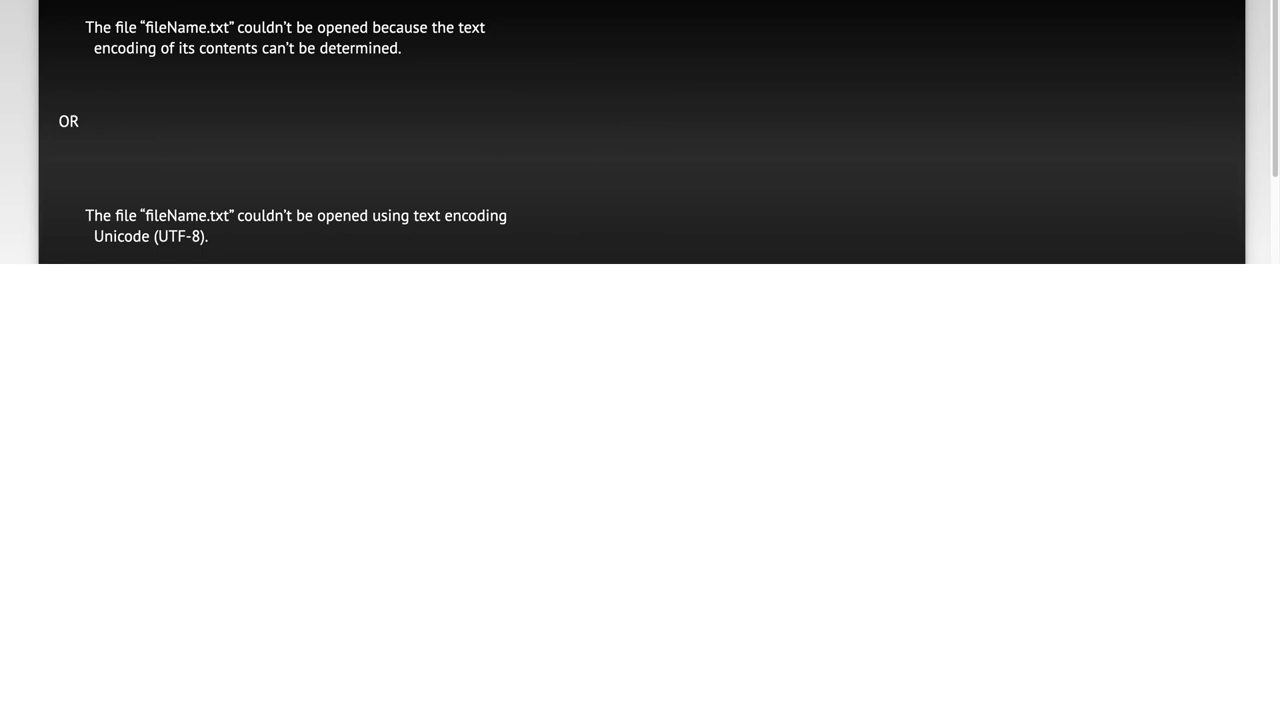 The file “fileName.txt” couldn’t be opened because the text
encoding of its contents can’t be determined.
OR
The file “fileName.txt” couldn’t be opened using text encoding
Unicode (UTF-8).